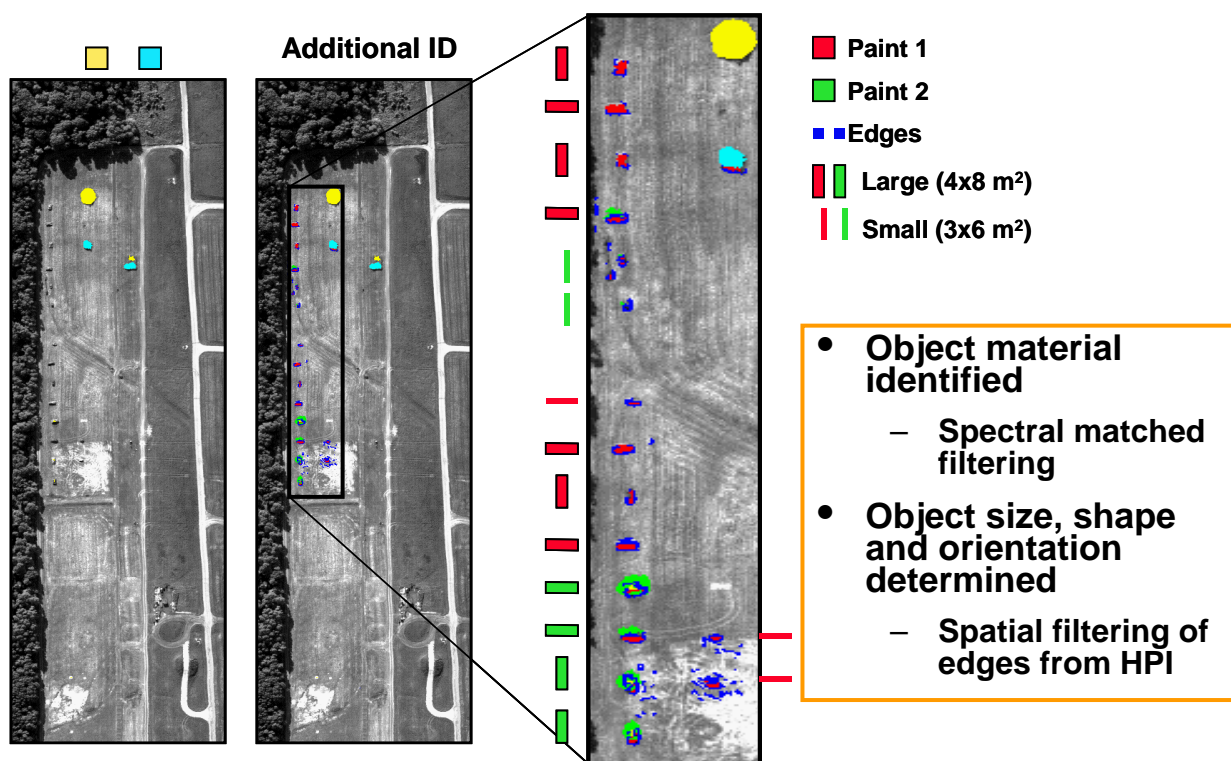 Additional ID
Paint 1
Paint 2
Edges
Large (4x8 m²)
Small (3x6 m²)
• Object material
identified
– Spectral matched
filtering
• Object size, shape
and orientation
determined
– Spatial filtering of
edges from HPI